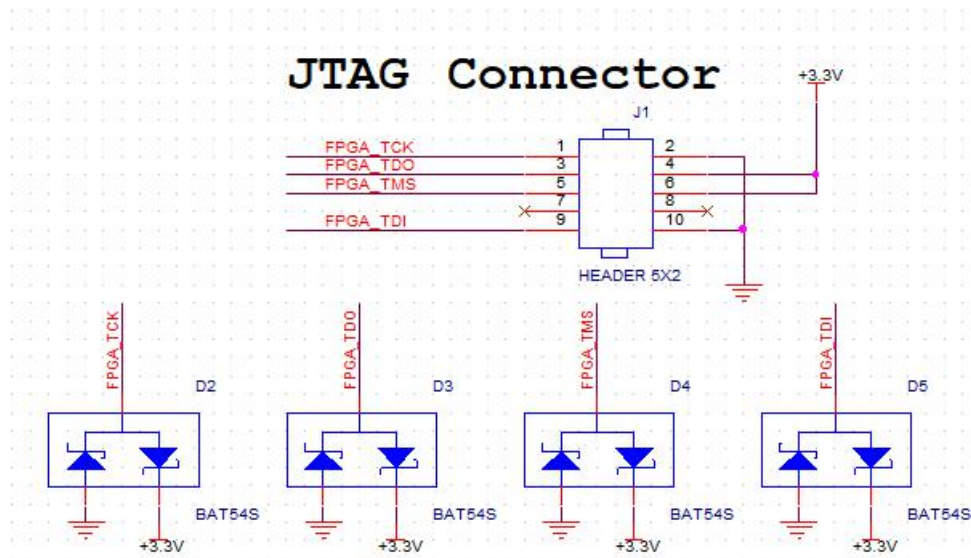 JTAG Connector
+3.3V
J1
FPGA_TCK 1 2
FPGA_TDO 3 4
FPGA_TMS 5 6
7 8
FPGA_TDI 9 10
HEADER 5X2
FPGA_TCK
FPGA_TDO
FPGA_TMS
FPGA_TDI
D2
D3
D4
D5
BAT54S
BAT54S
BAT54S
BAT54S
+3.3V
+3.3V
+3.3V
+3.3V